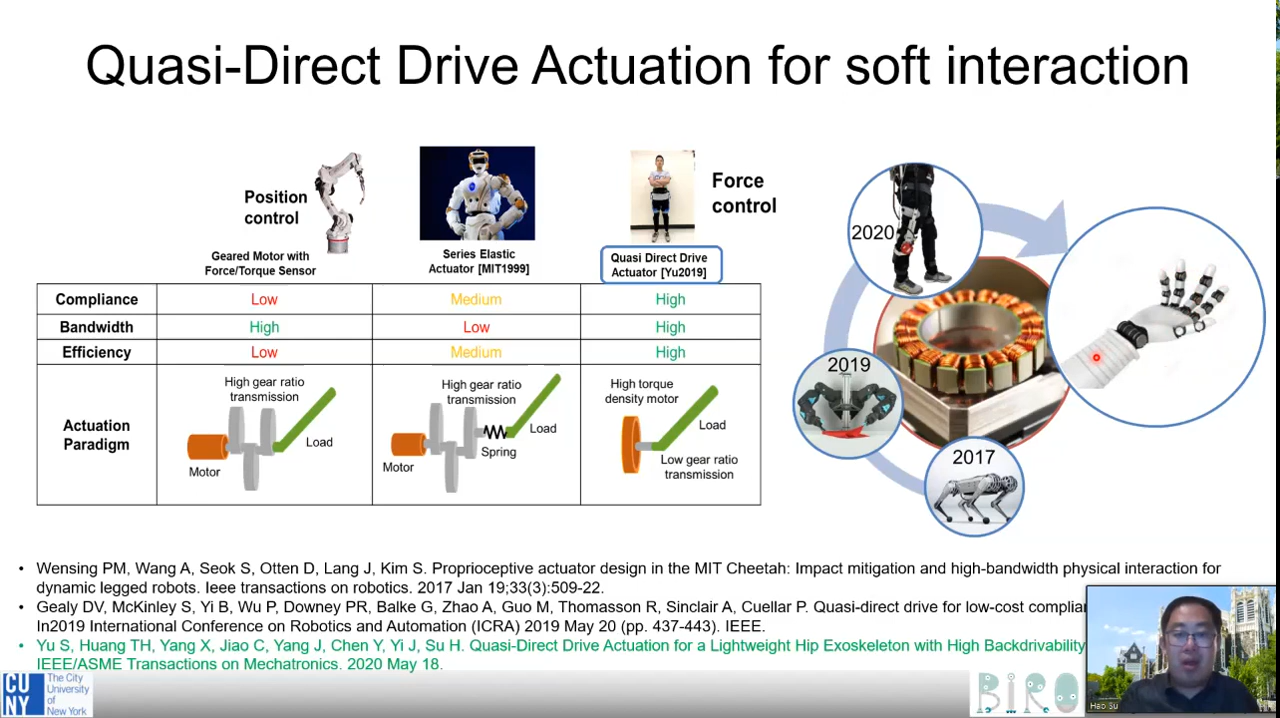 Quasi-Direct Drive Actuation for soft interaction
Position
control
Force
control
Geared Motor with
Force/Torque Sensor
Series Elastic
Actuator [MIT1999]
Quasi Direct Drive
Actuator [Yu2019]
Compliance Low Medium High
Bandwidth High Low High
Efficiency Low Medium High
Actuation
Paradigm
High gear ratio
transmission
Load
Motor
High gear ratio
transmission
Load
Spring
Motor
High torque
density motor
Load
Low gear ratio
transmission
2020
2019
2017
• Wensing PM, Wang A, Seok S, Otten D, Lang J, Kim S. Proprioceptive actuator design in the MIT Cheetah: Impact mitigation and high-bandwidth physical interaction for
dynamic legged robots. Ieee transactions on robotics. 2017 Jan 19;33(3):509-22.
• Gealy DV, McKinley S, Yi B, Wu P, Downey PR, Balke G, Zhao A, Guo M, Thomasson R, Sinclair A, Cuellar P. Quasi-direct drive for low-cost
In2019 International Conference on Robotics and Automation (ICRA) 2019 May 20 (pp. 437-443). IEEE.
• Yu S, Huang TH, Yang X, Jiao C, Yang J, Chen Y, Yi J, Su H. Quasi-Direct Drive Actuation for a Lightweight Hip Exoskeleton with High Backdrivability
IEEE/ASME Transactions on Mechatronics. 2020 May 18.
CU
NY
The City
University
of
New York
BIRO
Hao Su